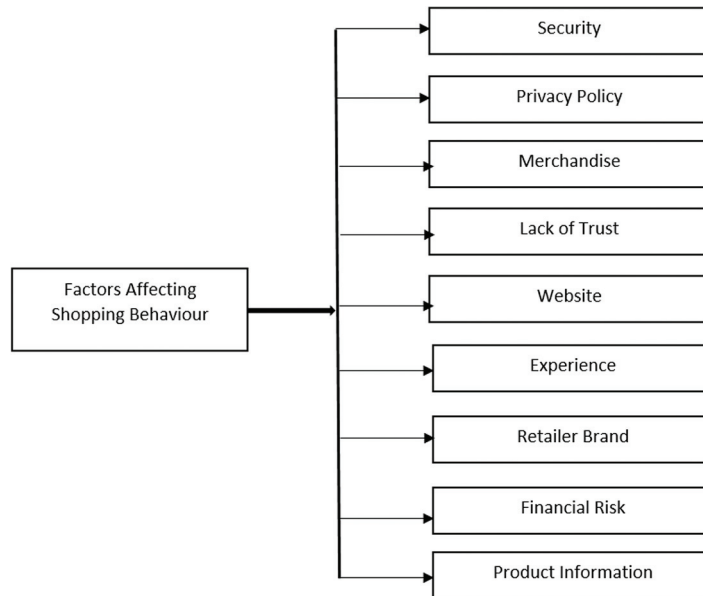 Security
Privacy Policy
Merchandise
Lack of Trust
Factors Affecting
Shopping Behaviour
Website
Experience
Retailer Brand
Financial Risk
Product Information